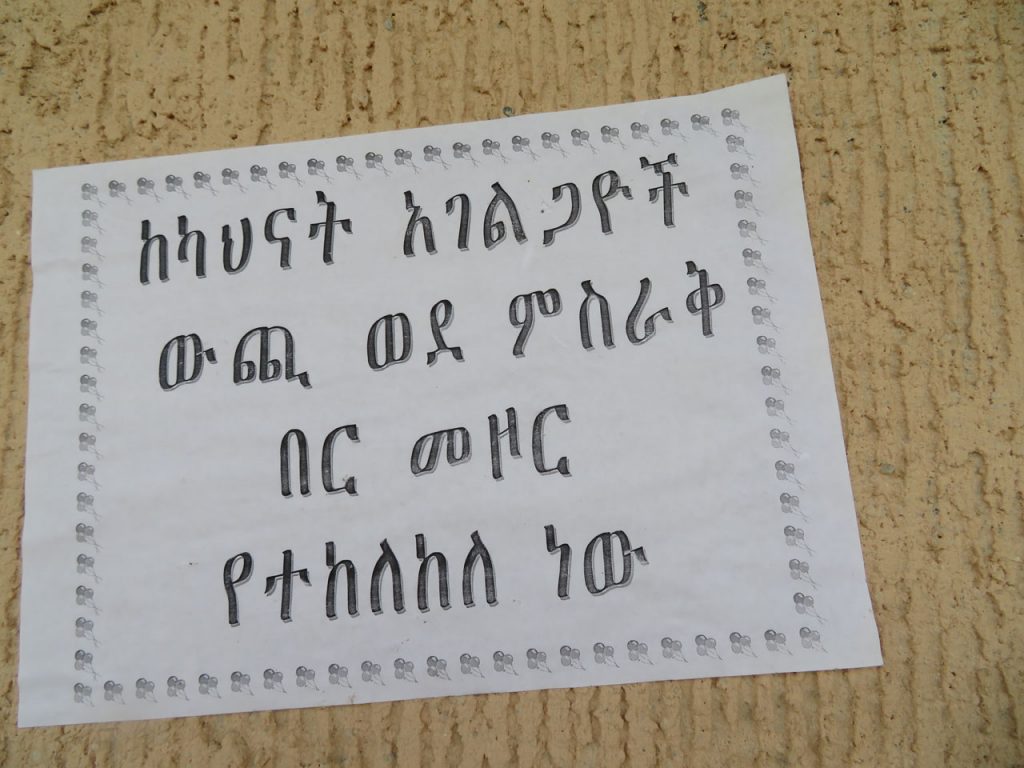 ከካህናት አገልጋዮች
ውጪ ወደ ምስራቅ
በር መዞር
የተከለከለ ነው